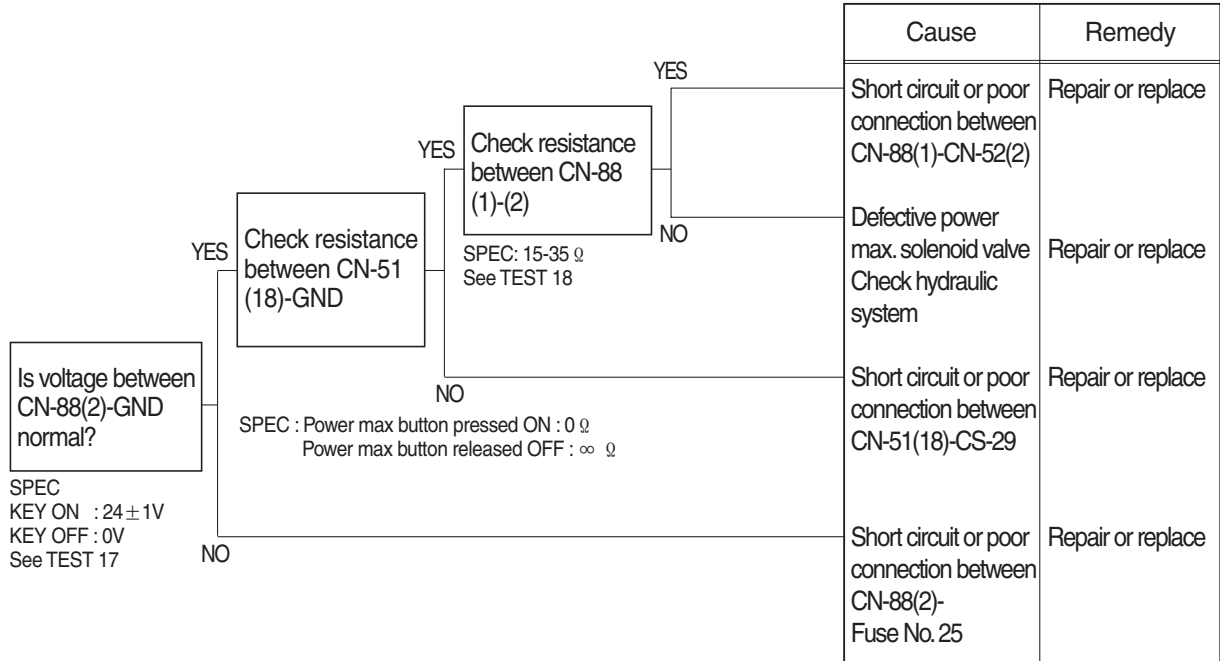 Cause
Remedy
YES
Short circuit or poor
connection between
CN-88(1)-CN-52(2)
Repair or replace
YES
Check resistance
between CN-88
(1)-(2)
SPEC: 15-35 Ω
See TEST 18
NO
Defective power
max. solenoid valve
Check hydraulic
system
Repair or replace
YES
Check resistance
between CN-51
(18)-GND
NO
SPEC : Power max button pressed ON : 0 Ω
Power max button released OFF : ∞ Ω
Short circuit or poor
connection between
CN-51(18)-CS-29
Repair or replace
Is voltage between
CN-88(2)-GND
normal?
SPEC
KEY ON : 24±1V
KEY OFF : 0V
See TEST 17
NO
Short circuit or poor
connection between
CN-88(2)-
Fuse No. 25
Repair or replace